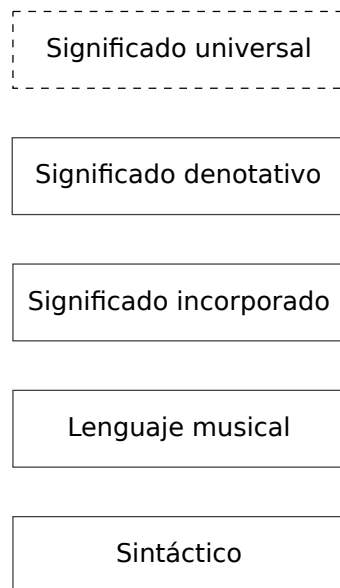 Significado universal
Significado denotativo
Significado incorporado
Lenguaje musical
Sintáctico